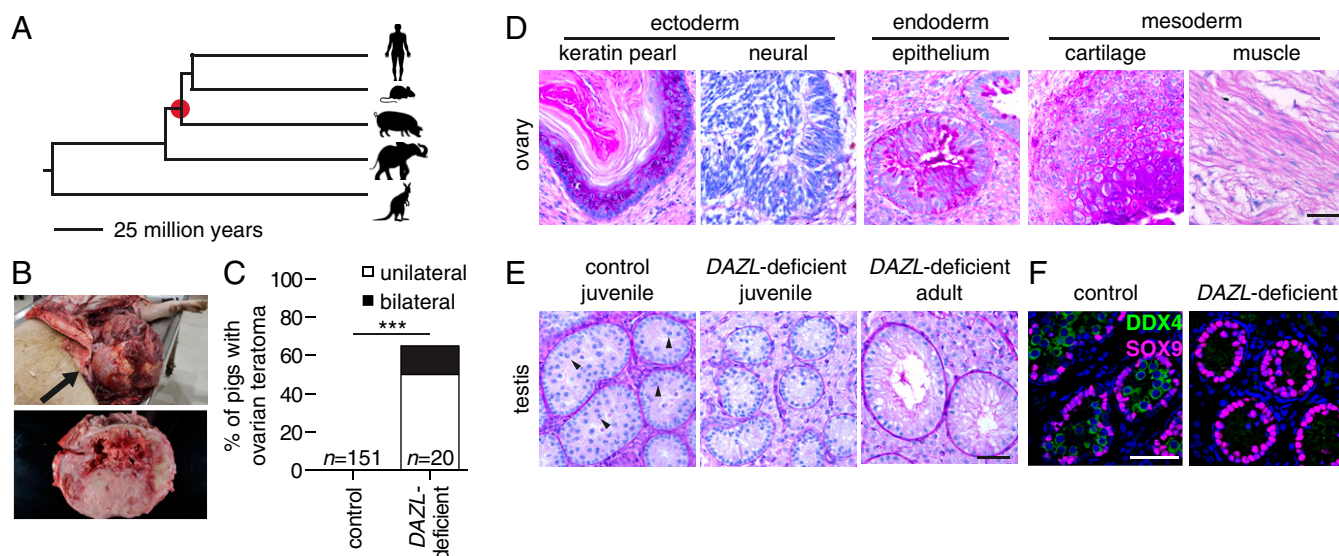 A
25 million years
B
C
% of pigs with
ovarian teratoma
100
80
60
40
20
0
unilateral
bilateral
***
n=151
n=20
control
DAZL-
deficient
D
ectoderm
endoderm
mesoderm
keratin pearl
neural
epithelium
cartilage
muscle
ovary
E
control
juvenile
DAZL-deficient
juvenile
DAZL-deficient
adult
testis
F
control
DAZL-deficient
DDX4
SOX9